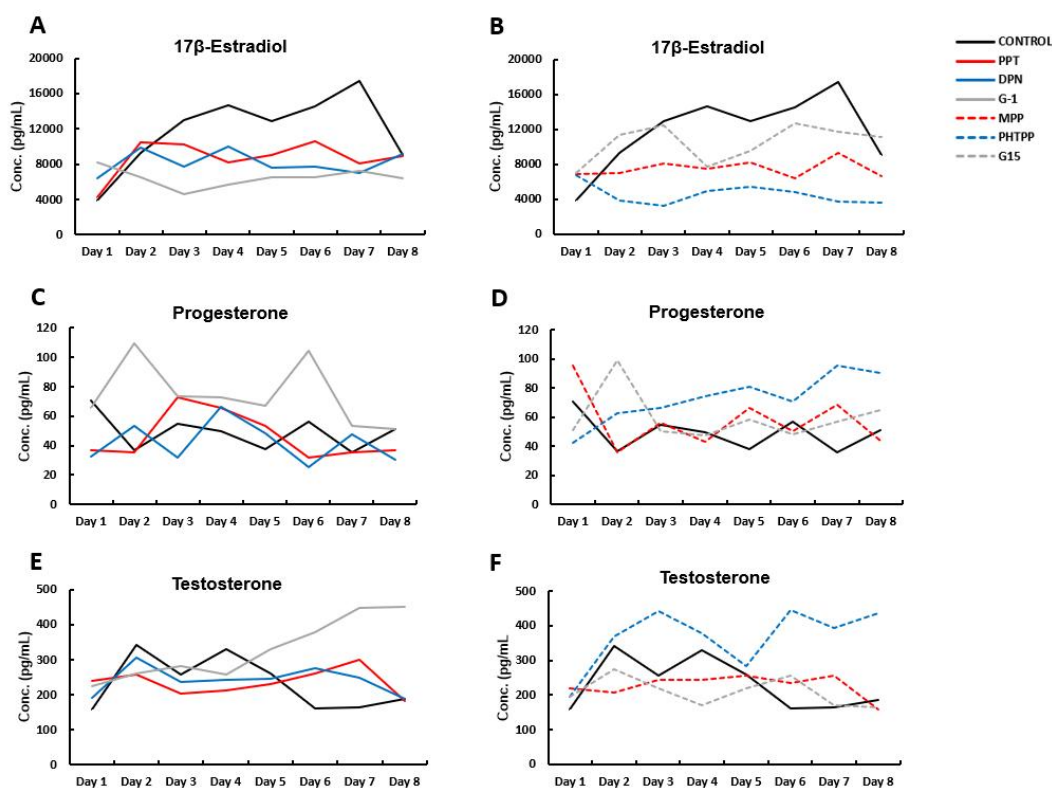 A
17β-Estradiol
Conc. (pg/mL)
20000
16000
12000
8000
4000
0
Day 1 Day 2 Day 3 Day 4 Day 5 Day 6 Day 7 Day 8
B
17β-Estradiol
Conc. (pg/mL)
20000
16000
12000
8000
4000
0
Day 1 Day 2 Day 3 Day 4 Day 5 Day 6 Day 7 Day 8
CONTROL
PPT
DPN
G-1
MPP
PHTPP
G15
C
Progesterone
Conc. (pg/mL)
120
100
80
60
40
20
0
Day 1 Day 2 Day 3 Day 4 Day 5 Day 6 Day 7 Day 8
D
Progesterone
Conc. (pg/mL)
120
100
80
60
40
20
0
Day 1 Day 2 Day 3 Day 4 Day 5 Day 6 Day 7 Day 8
E
Testosterone
Conc. (pg/mL)
500
400
300
200
100
0
Day 1 Day 2 Day 3 Day 4 Day 5 Day 6 Day 7 Day 8
F
Testosterone
Conc. (pg/mL
500
400
300
200
100
0
Day 1 Day 2 Day 3 Day 4 Day 5 Day 6 Day 7 Day 8